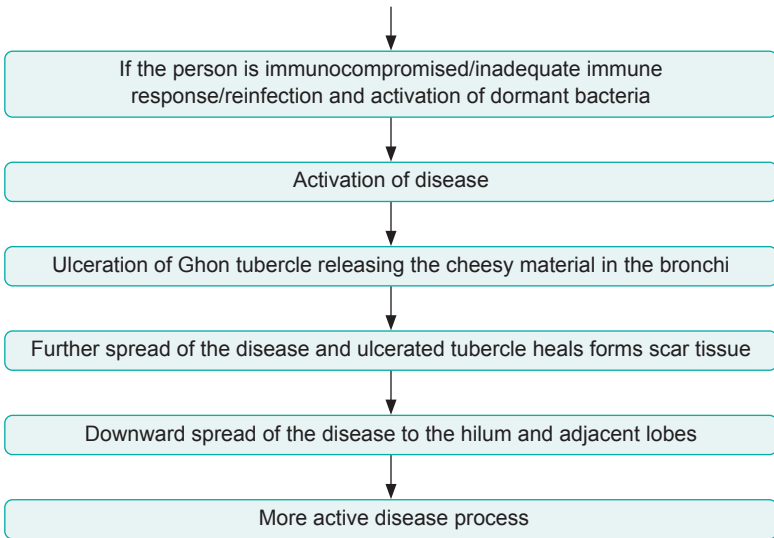 If the person is immunocompromised/inadequate immune
response/reinfection and activation of dormant bacteria
Activation of disease
Ulceration of Ghon tubercle releasing the cheesy material in the bronchi
Further spread of the disease and ulcerated tubercle heals forms scar tissue
Downward spread of the disease to the hilum and adjacent lobes
More active disease process